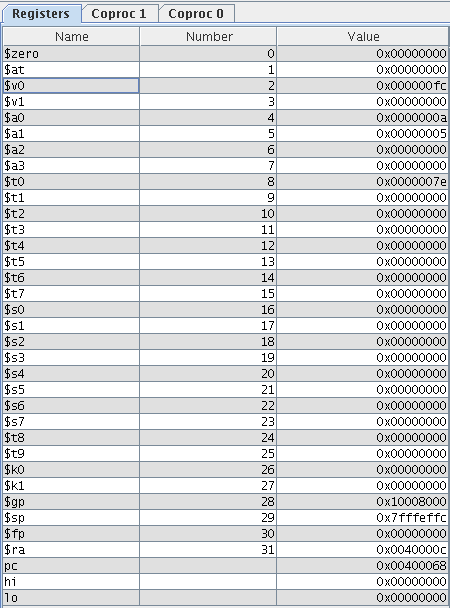 Registers Coproc 1 Coproc 0
Name Number Value
$zero 0 0x00000000
$at 1 0x00000000
$v0 2 0x000000fc
$v1 3 0x00000000
$a0 4 0x0000000a
$a1 5 0x00000005
$a2 6 0x00000000
$a3 7 0x00000000
$t0 8 0x0000007e
$t1 9 0x00000000
$t2 10 0x00000000
$t3 11 0x00000000
$t4 12 0x00000000
$t5 13 0x00000000
$t6 14 0x00000000
$t7 15 0x00000000
$s0 16 0x00000000
$s1 17 0x00000000
$s2 18 0x00000000
$s3 19 0x00000000
$s4 20 0x00000000
$s5 21 0x00000000
$s6 22 0x00000000
$s7 23 0x00000000
$t8 24 0x00000000
$t9 25 0x00000000
$k0 26 0x00000000
$k1 27 0x00000000
$gp 28 0x10008000
$sp 29 0x7fffeffc
$fp 30 0x00000000
$ra 31 0x0040000c
pc 0x00400068
hi 0x00000000
lo 0x00000000